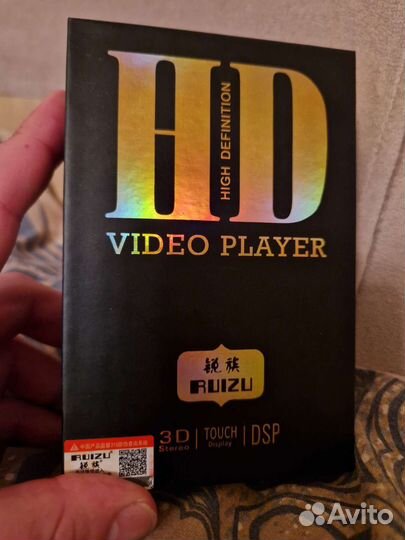 HD
HIGH DEFINITION
VIDEO PLAYER
锐族
RUIZU
3D Stereo | TOUCH Display | DSP
RUIZU
锐族
Avito